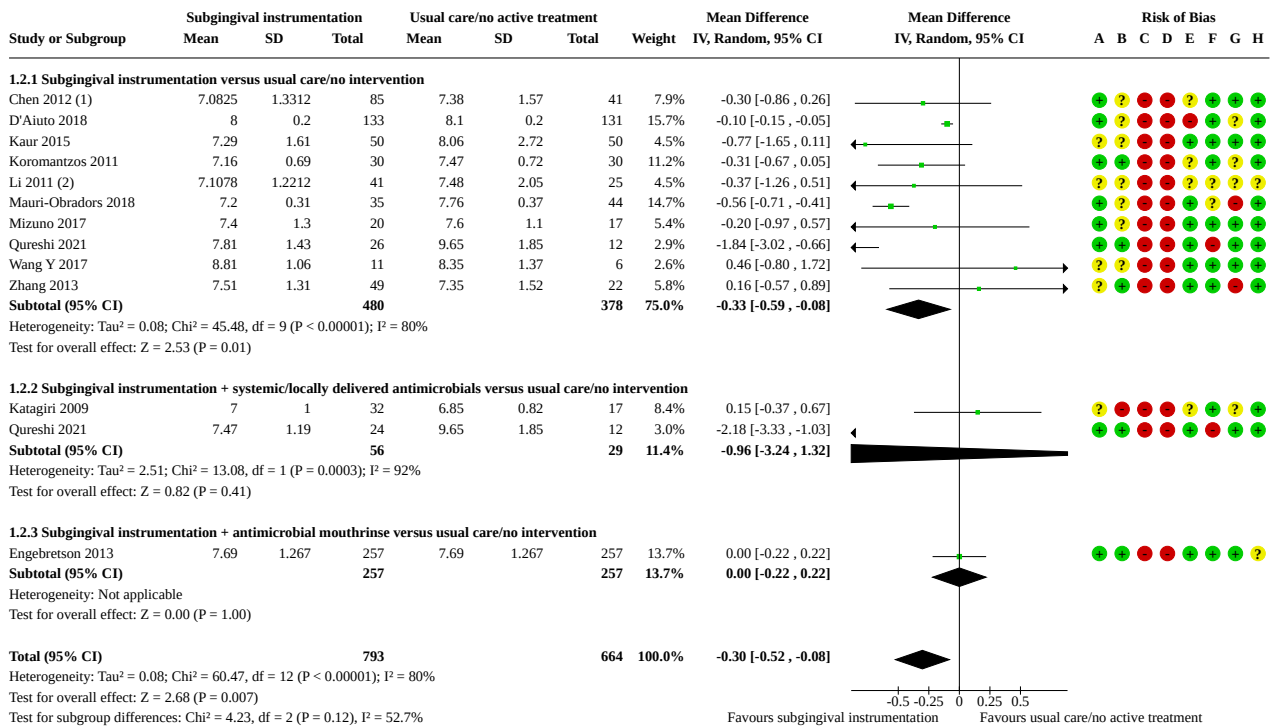 Subgingival instrumentation Usual care/no active treatment Mean Difference Mean Difference Risk of Bias
Study or Subgroup Mean SD Total Mean SD Total Weight IV, Random, 95% CI IV, Random, 95% CI A B C D E F G H
1.2.1 Subgingival instrumentation versus usual care/no intervention
Chen 2012 (1) 7.0825 1.3312 85 7.38 1.57 41 7.9% -0.30 [-0.86 , 0.26] + ? - - ? + + +
D'Aiuto 2018 8 0.2 133 8.1 0.2 131 15.7% -0.10 [-0.15 , -0.05] + ? - - - + ? +
Kaur 2015 7.29 1.61 50 8.06 2.72 50 4.5% -0.77 [-1.65 , 0.11] ? ? - - + + + +
Koromantzos 2011 7.16 0.69 30 7.47 0.72 30 11.2% -0.31 [-0.67 , 0.05] + + - - ? + ? +
Li 2011 (2) 7.1078 1.2212 41 7.48 2.05 25 4.5% -0.37 [-1.26 , 0.51] ? ? - - ? ? ? ?
Mauri-Obradors 2018 7.2 0.31 35 7.76 0.37 44 14.7% -0.56 [-0.71 , -0.41] + ? - - + ? - +
Mizuno 2017 7.4 1.3 20 7.6 1.1 17 5.4% -0.20 [-0.97 , 0.57] + ? - - + + + +
Qureshi 2021 7.81 1.43 26 9.65 1.85 12 2.9% -1.84 [-3.02 , -0.66] + + - - + - + +
Wang Y 2017 8.81 1.06 11 8.35 1.37 6 2.6% 0.46 [-0.80 , 1.72] ? ? - - + + + +
Zhang 2013 7.51 1.31 49 7.35 1.52 22 5.8% 0.16 [-0.57 , 0.89] ? + - - + + - +
Subtotal (95% CI) 480 378 75.0% -0.33 [-0.59 , -0.08]
Heterogeneity: Tau² = 0.08; Chi² = 45.48, df = 9 (P < 0.00001); I² = 80%
Test for overall effect: Z = 2.53 (P = 0.01)
1.2.2 Subgingival instrumentation + systemic/locally delivered antimicrobials versus usual care/no intervention
Katagiri 2009 7 1 32 6.85 0.82 17 8.4% 0.15 [-0.37 , 0.67] ? - - - ? + ? +
Qureshi 2021 7.47 1.19 24 9.65 1.85 12 3.0% -2.18 [-3.33 , -1.03] + + - - + - + +
Subtotal (95% CI) 56 29 11.4% -0.96 [-3.24 , 1.32]
Heterogeneity: Tau² = 2.51; Chi² = 13.08, df = 1 (P = 0.0003); I² = 92%
Test for overall effect: Z = 0.82 (P = 0.41)
1.2.3 Subgingival instrumentation + antimicrobial mouthrinse versus usual care/no intervention
Engebretson 2013 7.69 1.267 257 7.69 1.267 257 13.7% 0.00 [-0.22 , 0.22] + + - - + + + ?
Subtotal (95% CI) 257 257 13.7% 0.00 [-0.22 , 0.22]
Heterogeneity: Not applicable
Test for overall effect: Z = 0.00 (P = 1.00)
Total (95% CI) 793 664 100.0% -0.30 [-0.52 , -0.08]
Heterogeneity: Tau² = 0.08; Chi² = 60.47, df = 12 (P < 0.00001); I² = 80%
Test for overall effect: Z = 2.68 (P = 0.007)
-0.5 -0.25 0 0.25 0.5
Test for subgroup differences: Chi² = 4.23, df = 2 (P = 0.12), I² = 52.7%
Favours subgingival instrumentation Favours usual care/no active treatment